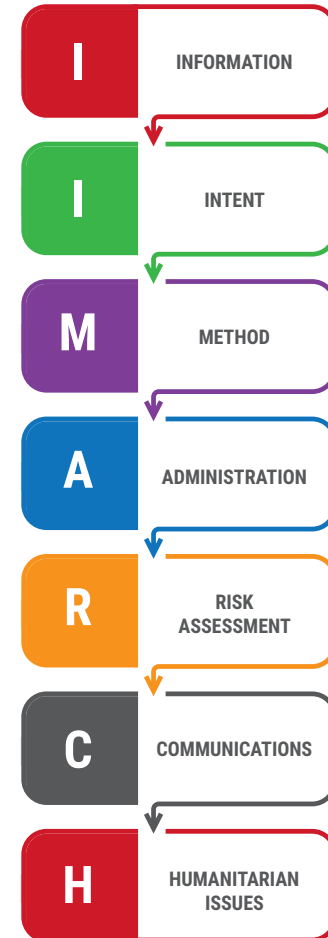 I
INFORMATION
I
INTENT
M
METHOD
A
ADMINISTRATION
R
RISK
ASSESSMENT
C
COMMUNICATIONS
H
HUMANITARIAN
ISSUES